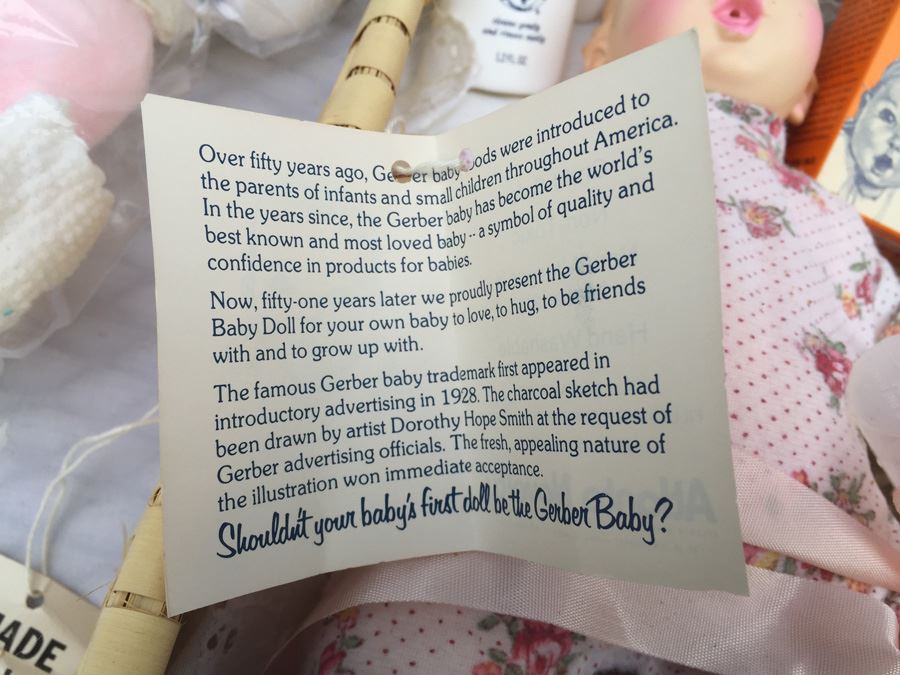 1.2 FL OZ
Over fifty years ago, Gerber baby foods were introduced to
the parents of infants and small children throughout America.
In the years since, the Gerber baby has become the world's
best known and most loved baby -- a symbol of quality and
confidence in products for babies.
Now, fifty-one years later we proudly present the Gerber
Baby Doll for your own baby to love, to hug, to be friends
with and to grow up with.
The famous Gerber baby trademark first appeared in
introductory advertising in 1928. The charcoal sketch had
been drawn by artist Dorothy Hope Smith at the request of
Gerber advertising officials. The fresh, appealing nature of
the illustration won immediate acceptance.
Shouldn't your baby's first doll be the Gerber Baby?
ADE